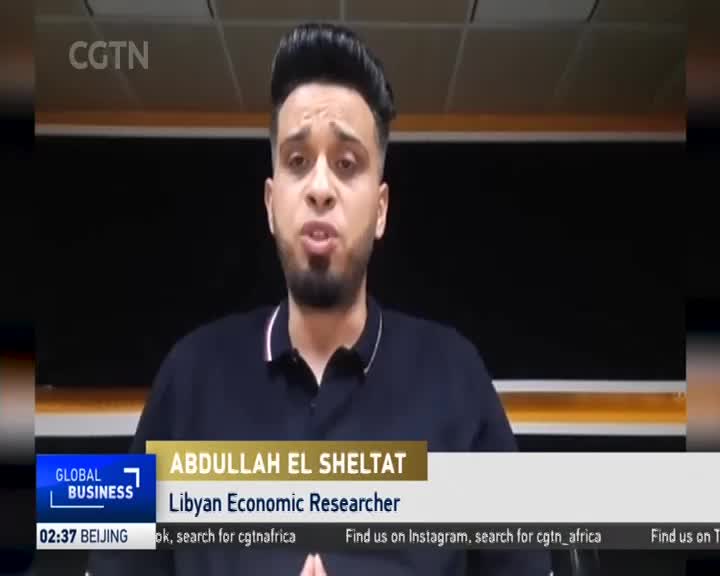 CGTN
ABDULLAH EL SHELTAT
GLOBAL
BUSINESS
Libyan Economic Researcher
02:37 BEIJING
ok, search for cgtnafrica Find us on Instagram, search for cgtn_africa Find us on T